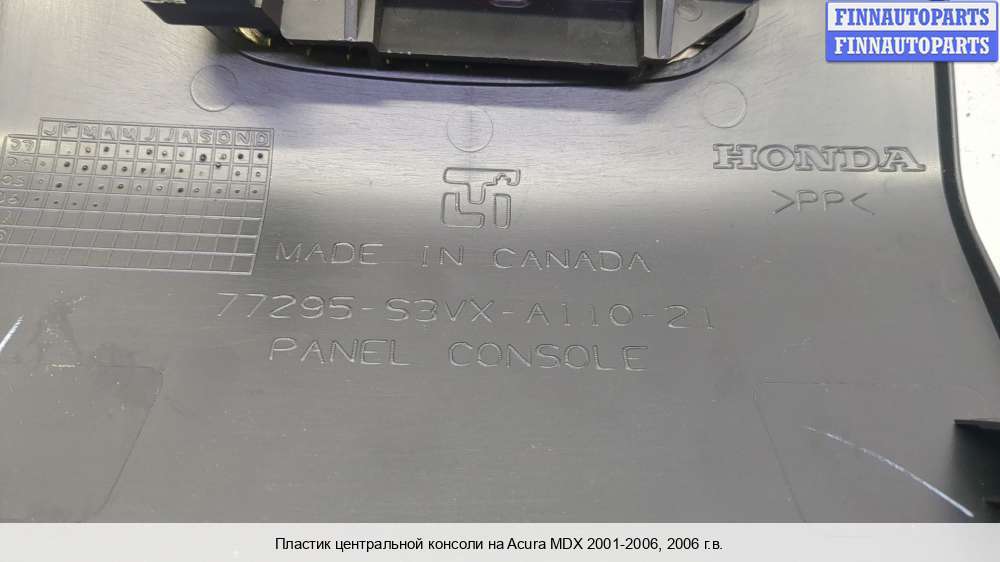 FINNAUTOPARTS
FINNAUTOPARTS
J F M A M J J A S O N D
HONDA
>PP<
MADE IN CANADA
77295-S3VX-A110-21
PANEL CONSOLE
Пластик центральной консоли на Acura MDX 2001-2006, 2006 г.в.